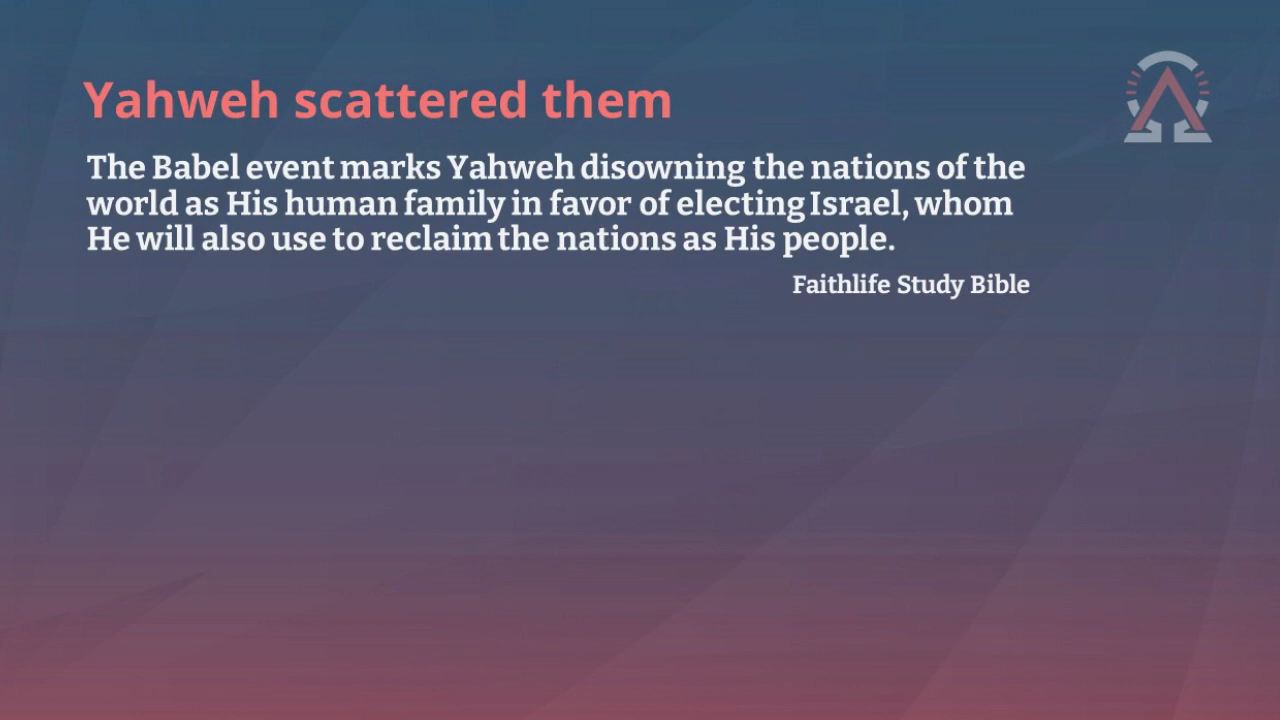 Yahweh scattered them
The Babel event marks Yahweh disowning the nations of the
world as His human family in favor of electing Israel, whom
He will also use to reclaim the nations as His people.
Faithlife Study Bible